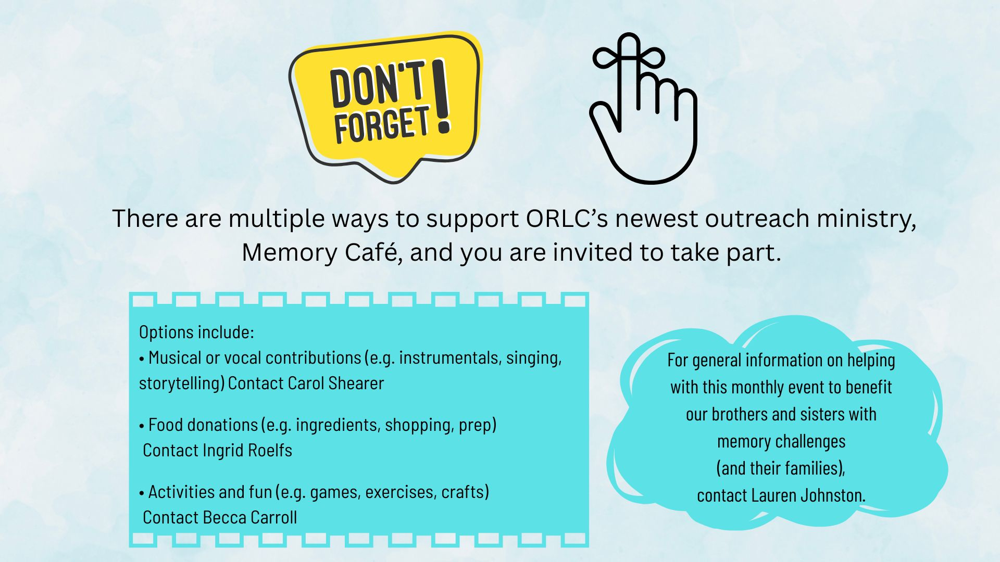 DON'T
FORGET!
There are multiple ways to support ORLC’s newest outreach ministry,
Memory Café, and you are invited to take part.
Options include:
• Musical or vocal contributions (e.g. instrumentals, singing,
storytelling) Contact Carol Shearer
• Food donations (e.g. ingredients, shopping, prep)
Contact Ingrid Roelfs
• Activities and fun (e.g. games, exercises, crafts)
Contact Becca Carroll
For general information on helping
with this monthly event to benefit
our brothers and sisters with
memory challenges
(and their families),
contact Lauren Johnston.